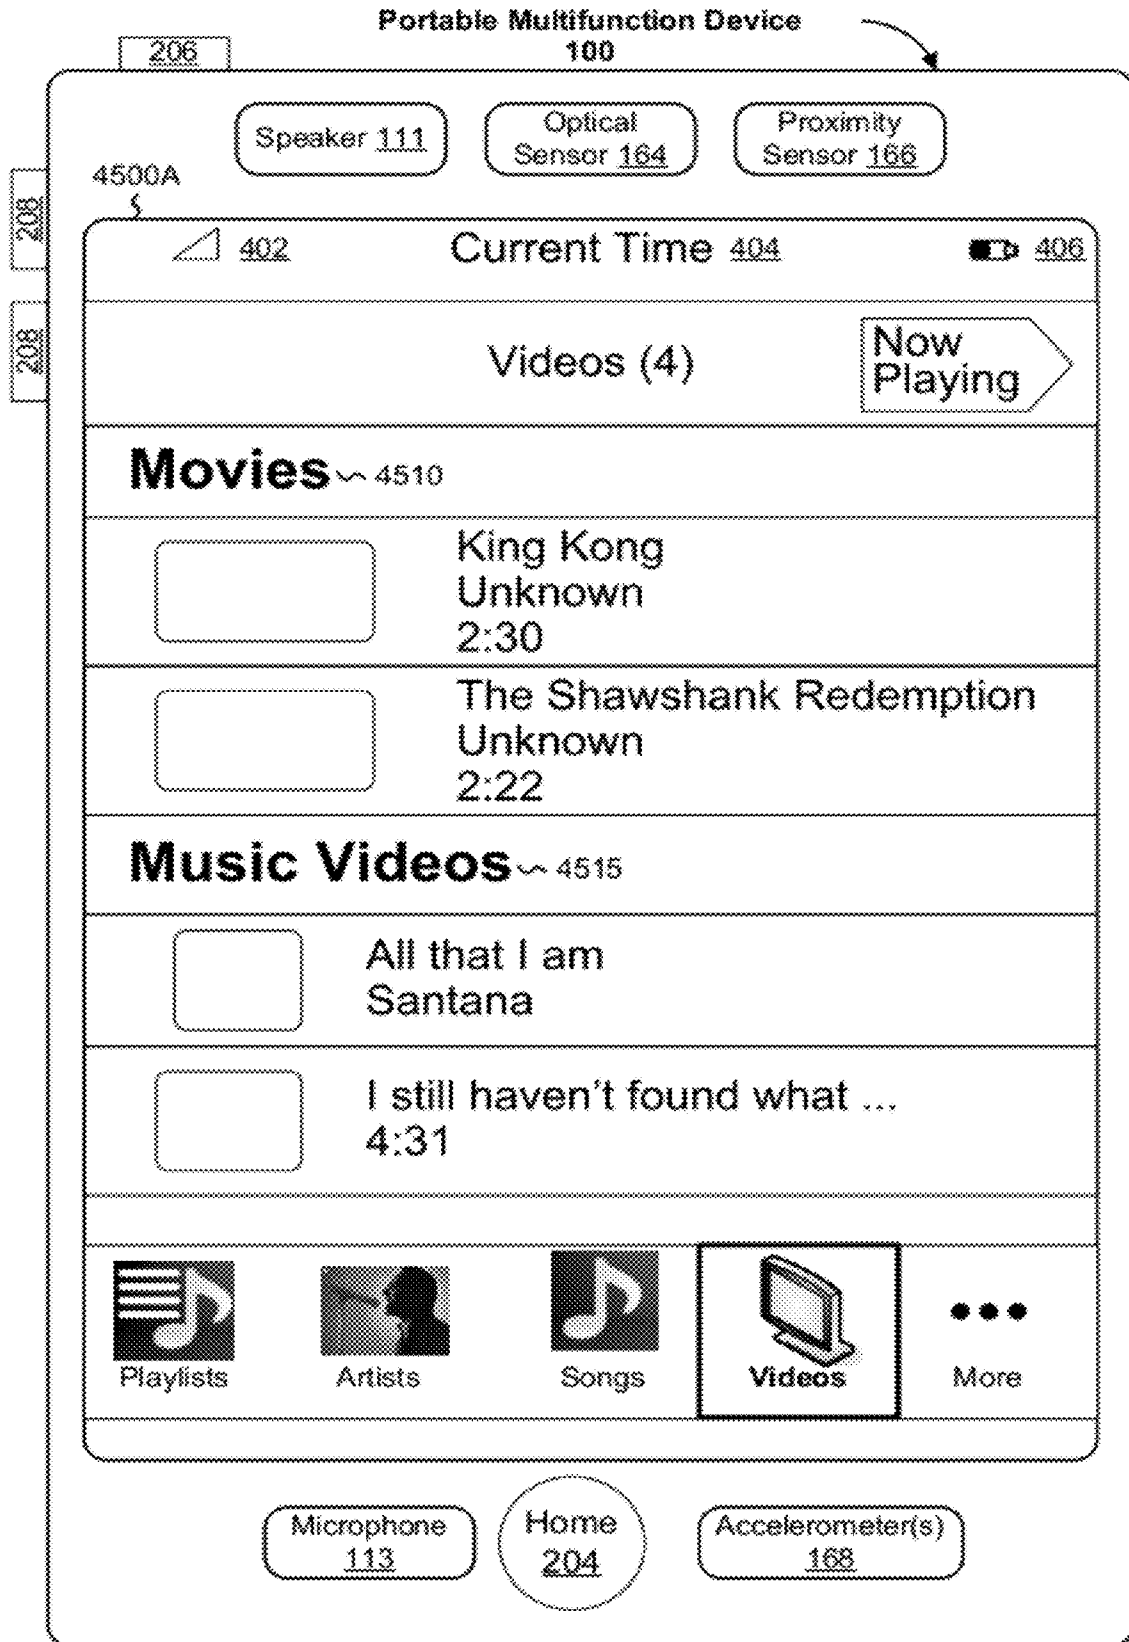 Portable Multifunction Device
100
206
Speaker 111
Optical
Sensor 164
Proximity
Sensor 166
4500A
208
208
402
Current Time 404
406
Videos (4)
Now
Playing
Movies 4510
King Kong
Unknown
2:30
The Shawshank Redemption
Unknown
2:22
Music Videos 4515
All that I am
Santana
I still haven't found what ...
4:31
Playlists
Artists
Songs
Videos
More
Microphone
113
Home
204
Accelerometer(s)
168